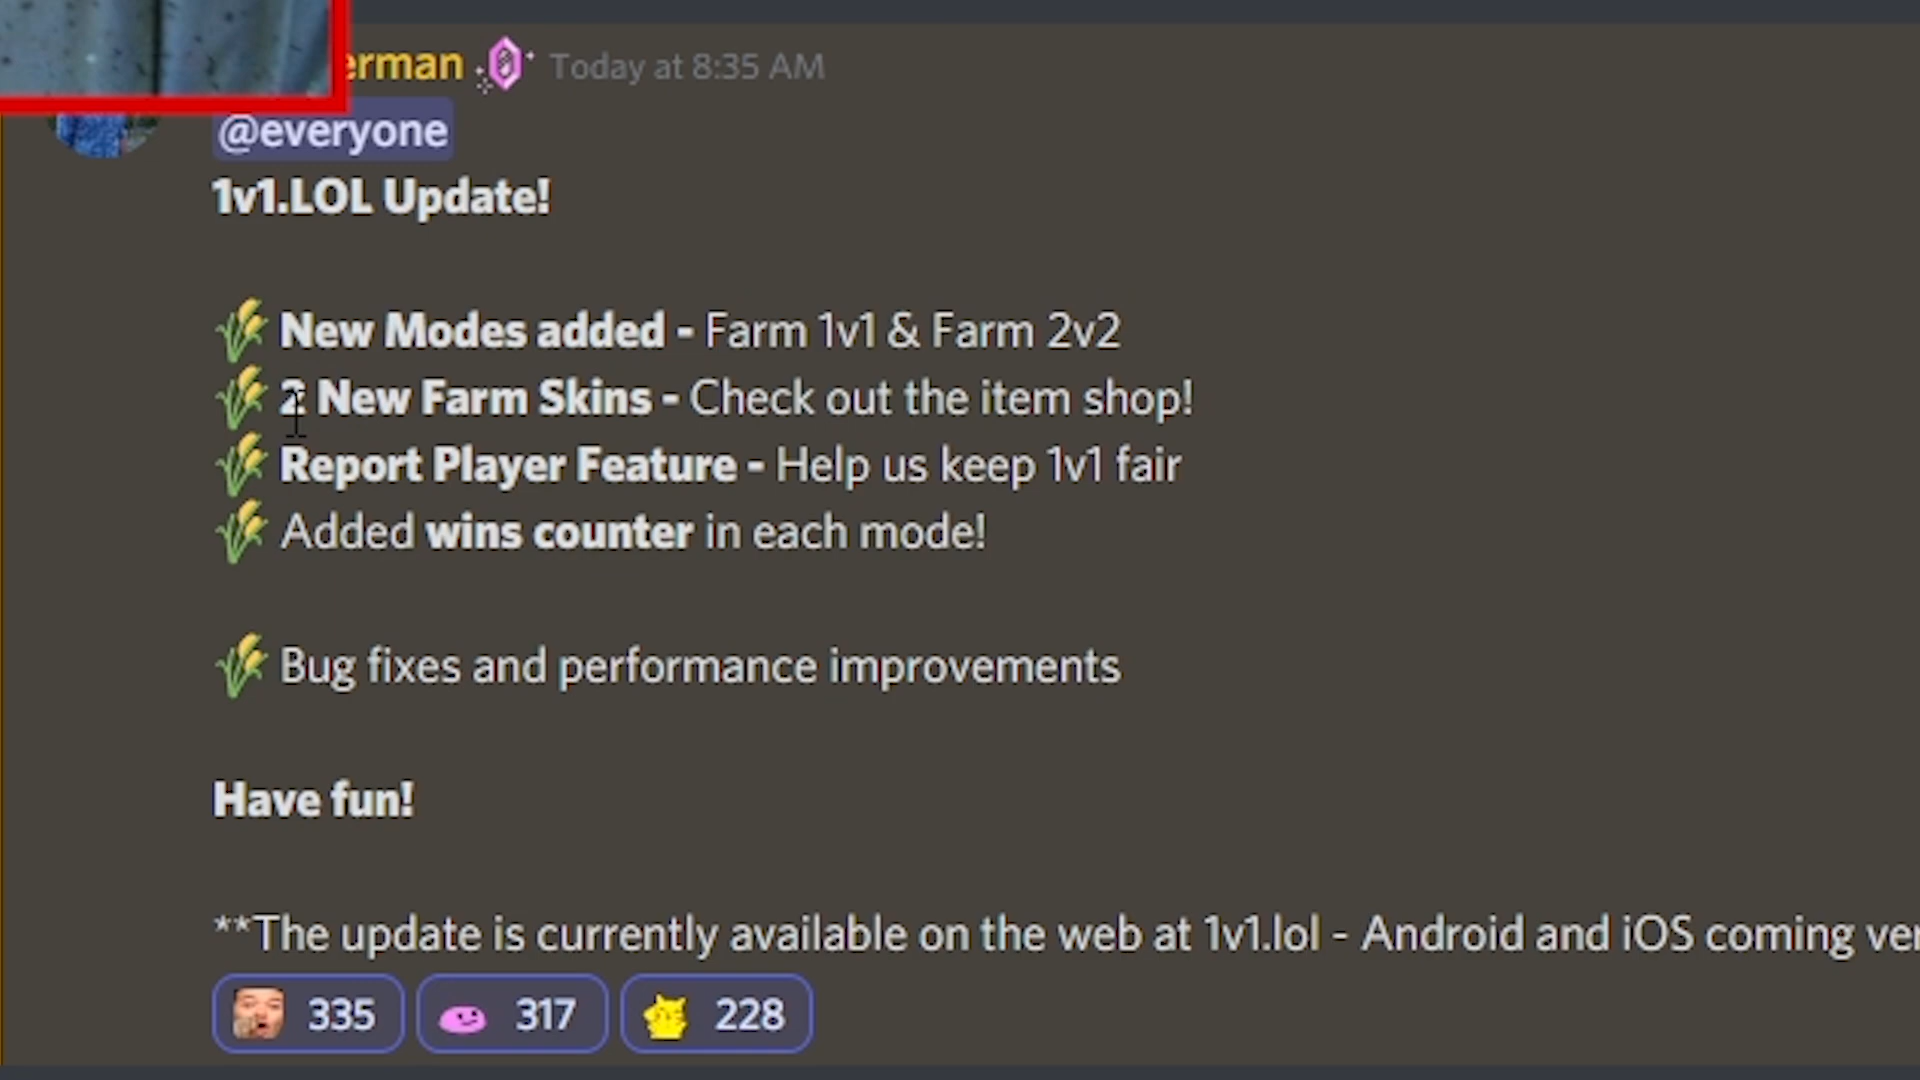 erman Today at 8:35 AM
@everyone
1v1.LOL Update!
New Modes added - Farm 1v1 & Farm 2v2
2 New Farm Skins - Check out the item shop!
Report Player Feature - Help us keep 1v1 fair
Added wins counter in each mode!
Bug fixes and performance improvements
Have fun!
**The update is currently available on the web at 1v1.lol - Android and iOS coming
335 317 228